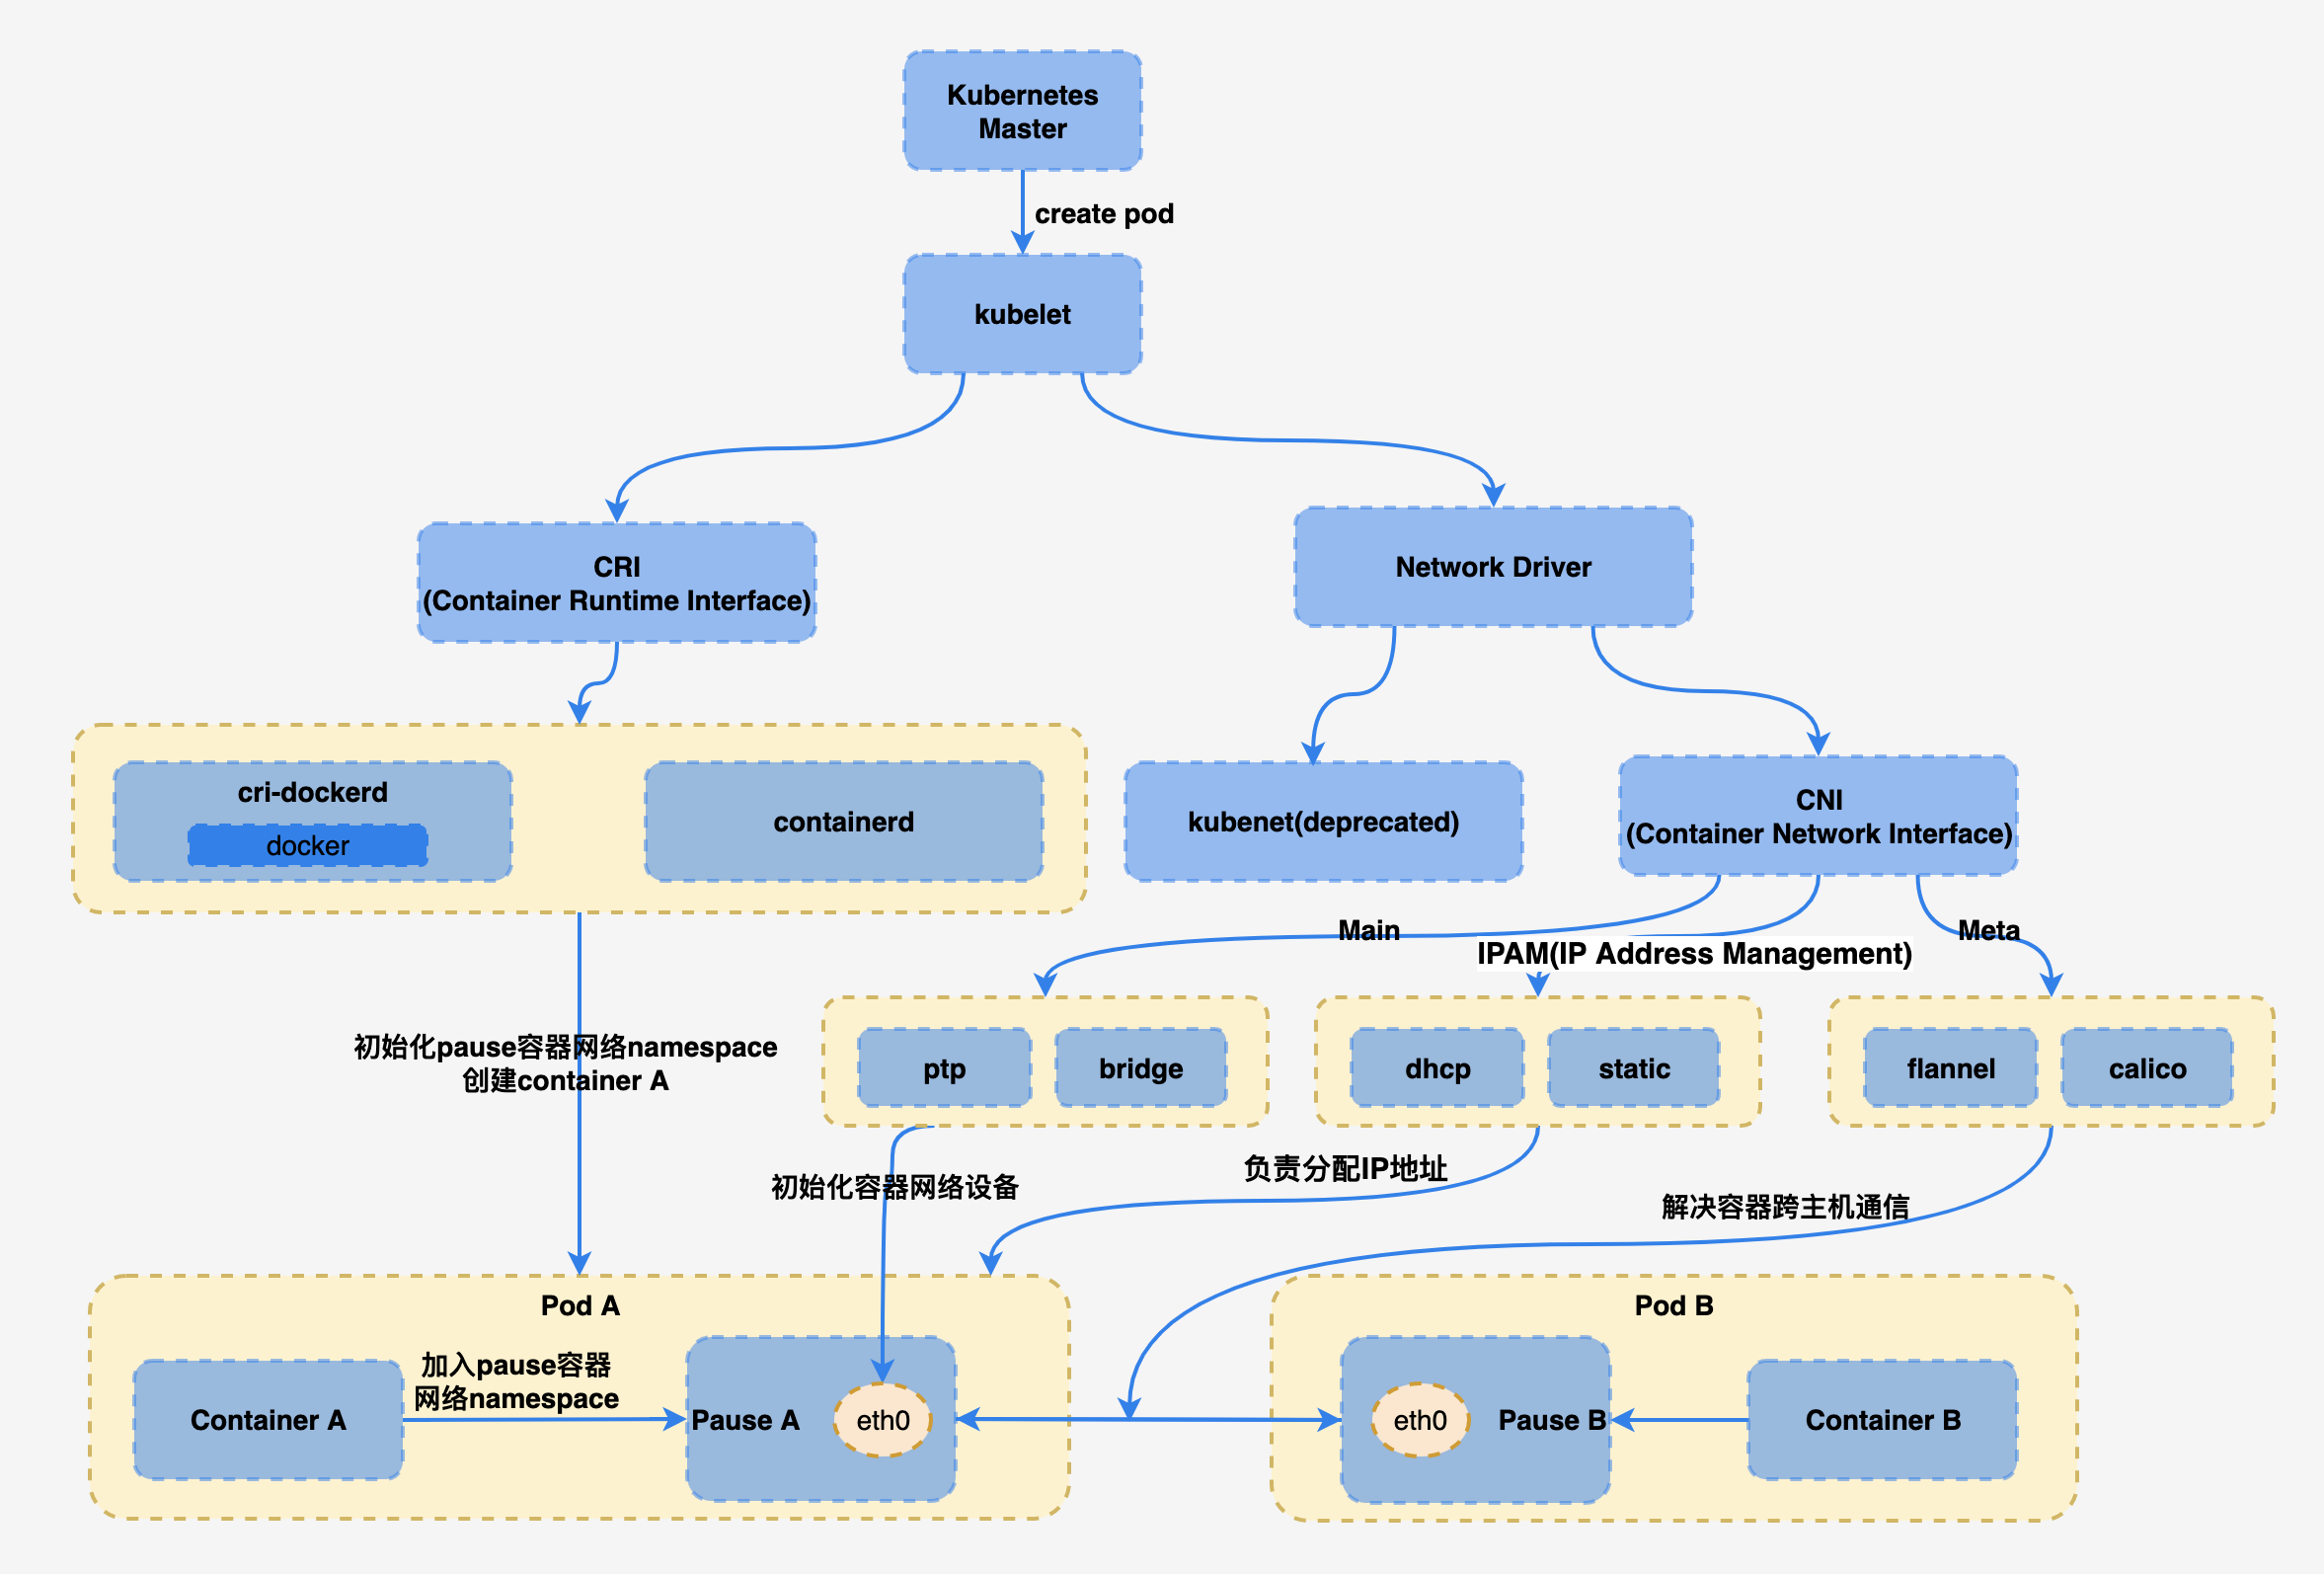 Kubernetes
Master
create pod
kubelet
CRI
(Container Runtime Interface)
Network Driver
cri-dockerd
docker
containerd
kubenet(deprecated)
CNI
(Container Network Interface)
Main
IPAM(IP Address Management)
Meta
初始化pause容器网络namespace
创建container A
ptp
bridge
dhcp
static
flannel
calico
初始化容器网络设备
负责分配IP地址
解决容器跨主机通信
Pod A
Pod B
加入pause容器
网络namespace
Container A
Pause A
eth0
eth0
Pause B
Container B